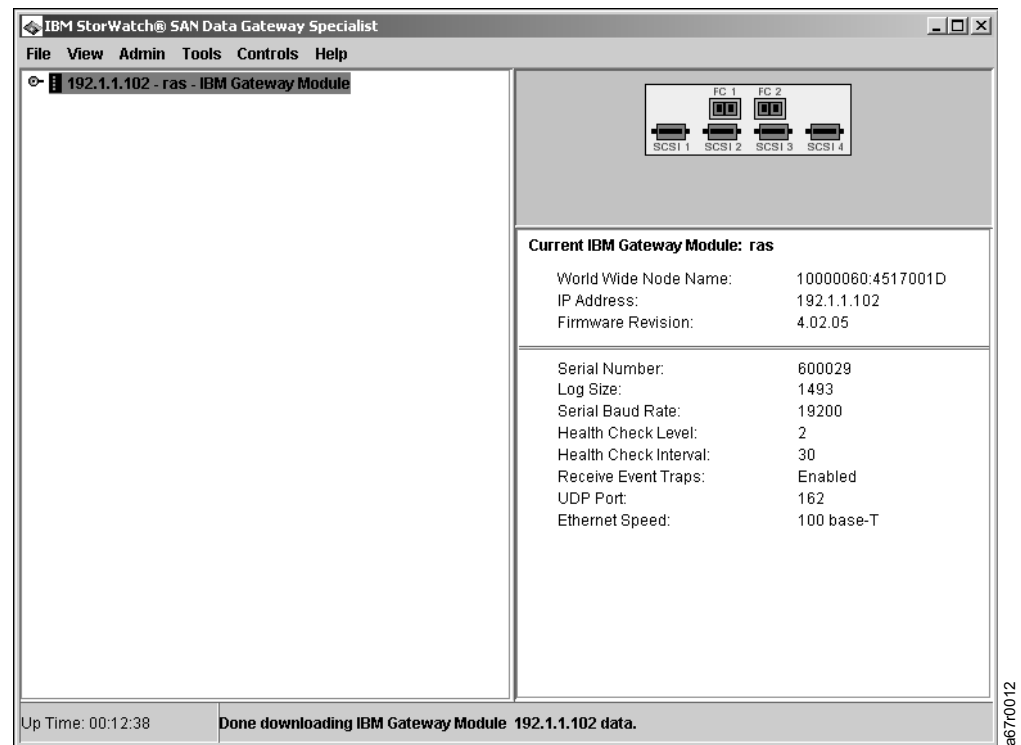 IBM StorWatch® SAN Data Gateway Specialist
File View Admin Tools Controls Help
192.1.1.102 - ras - IBM Gateway Module
FC 1 FC 2
SCSI 1 SCSI 2 SCSI 3 SCSI 4
Current IBM Gateway Module: ras
World Wide Node Name: 10000060:4517001D
IP Address: 192.1.1.102
Firmware Revision: 4.02.05
Serial Number: 600029
Log Size: 1493
Serial Baud Rate: 19200
Health Check Level: 2
Health Check Interval: 30
Receive Event Traps: Enabled
UDP Port: 162
Ethernet Speed: 100 base-T
Up Time: 00:12:38 Done downloading IBM Gateway Module 192.1.1.102 data.
a67r0012